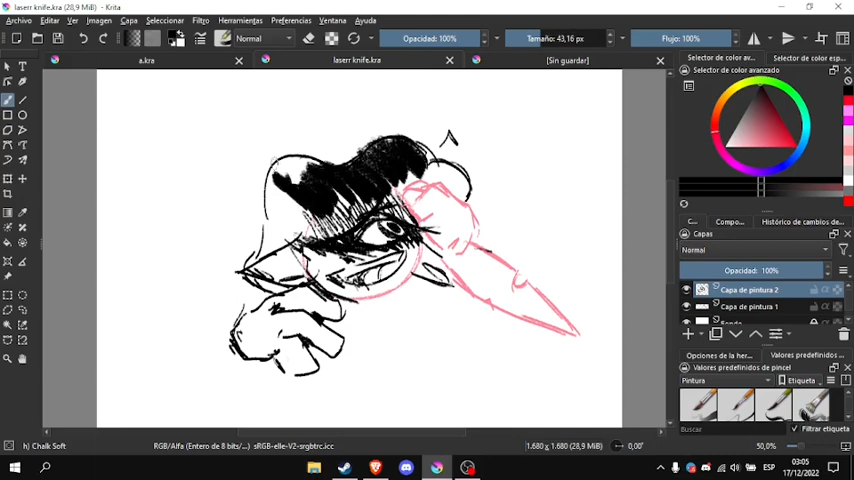 laserr knife.kra (28,9 MiB) - Krita
Archivo Editar Ver Imagen Capa Seleccionar Filtro Herramientas Preferencias Ventana Ayuda
Normal Opacidad: 100% Tamaño: 43,16 px Flujo: 100%
a.kra laserr knife.kra [Sin guardar]
Selector de color av... Selector de color esp...
Selector de color avanzado
C... Compo... Histórico de cambios de...
Capas
Normal
Opacidad: 100%
Capa de pintura 2
Capa de pintura 1
Fondo
Opciones de la her... Valores predefinidos ...
Valores predefinidos de pincel
Pintura Etiqueta
Buscar Filtrar etiqueta
h) Chalk Soft RGB/Alfa (Entero de 8 bits/... sRGB-elle-V2-srgbtrc.icc 1.680 x 1.680 (28,9 MiB) 0,00° 50,0%
ESP 03:05
17/12/2022